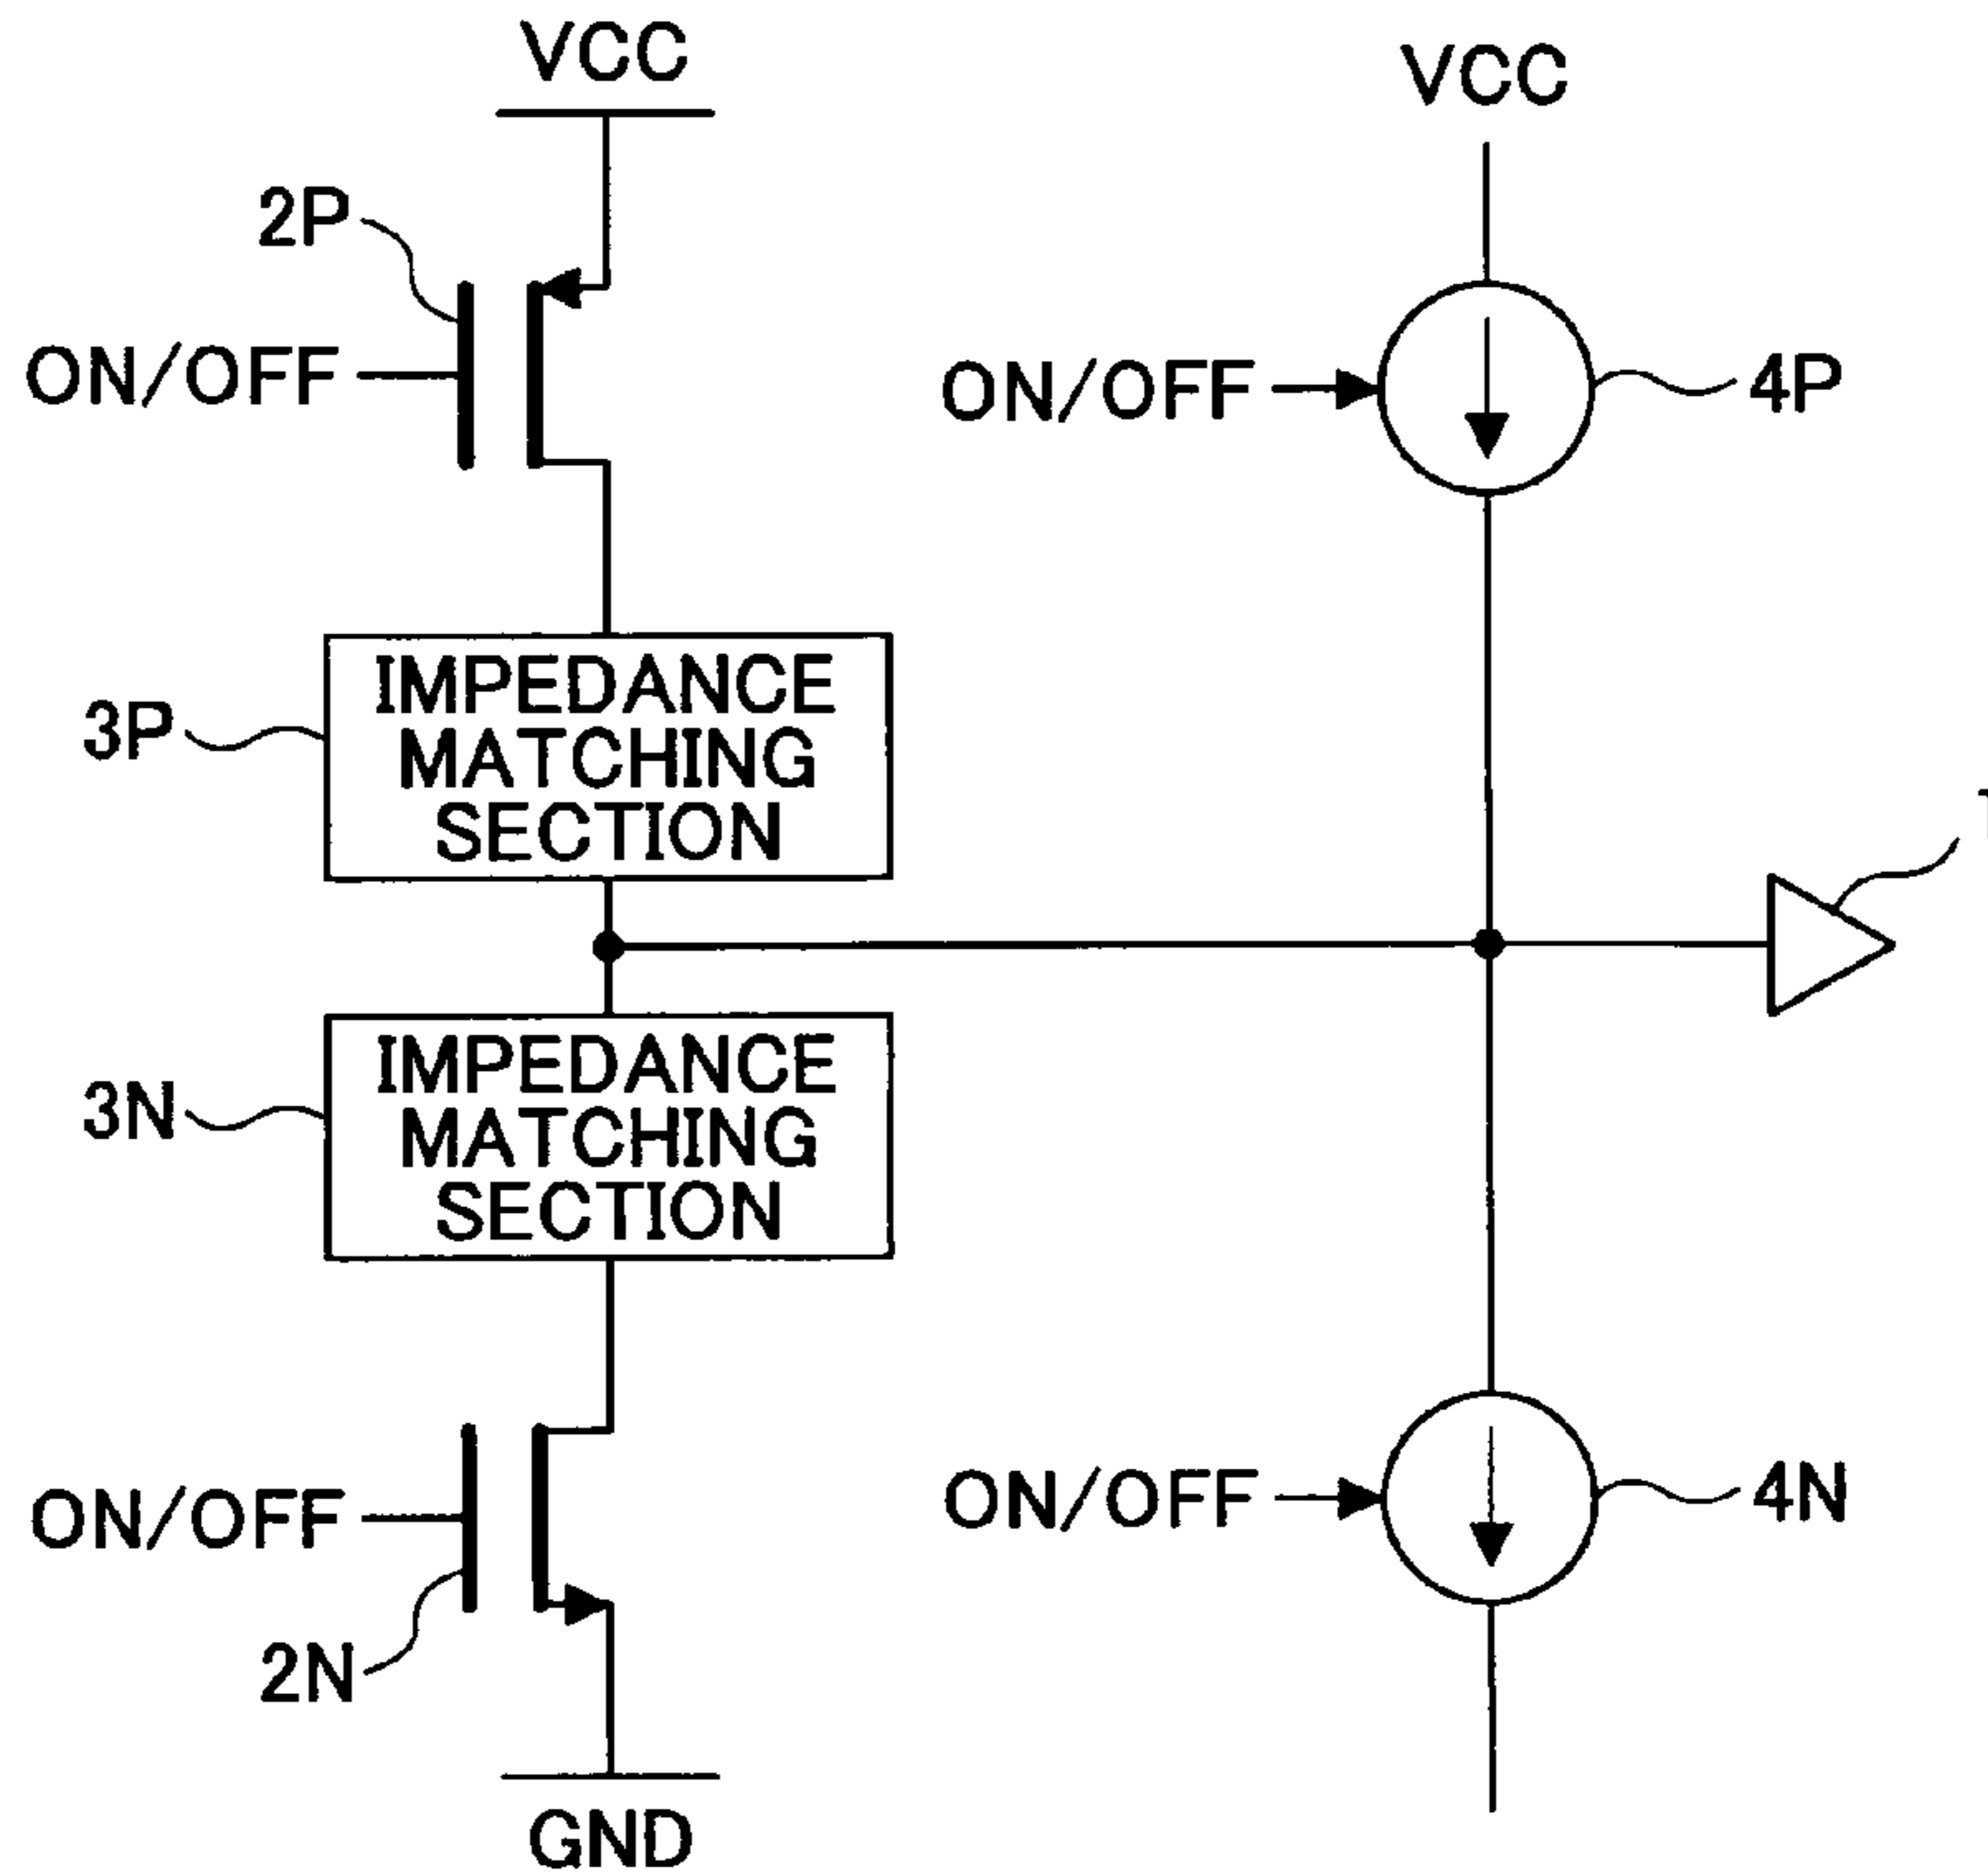 VCC
VCC
2P
ON/OFF
ON/OFF
4P
IMPEDANCE
MATCHING
SECTION
3P
IMPEDANCE
MATCHING
SECTION
3N
ON/OFF
ON/OFF
4N
2N
GND